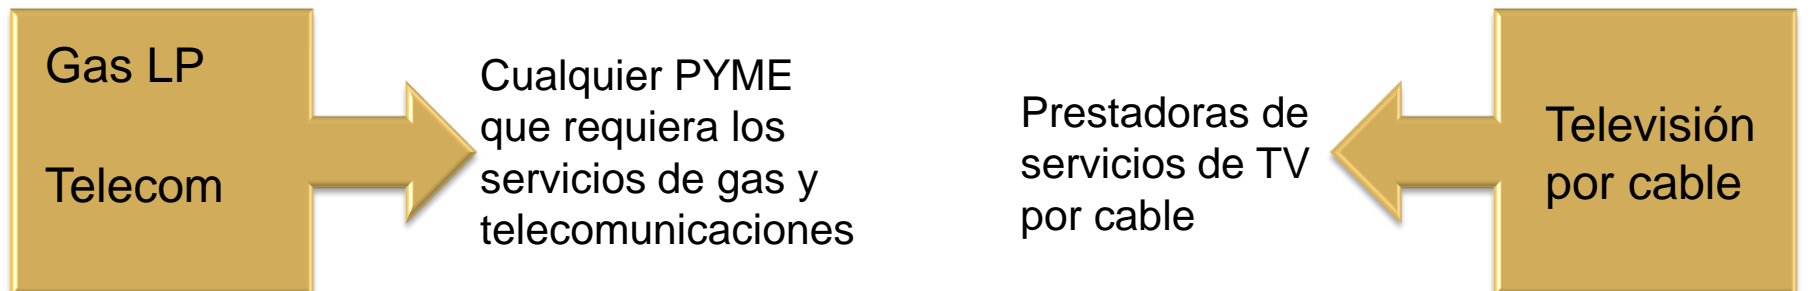 Gas LP
Telecom
Cualquier PYME
que requiera los
servicios de gas y
telecomunicaciones
Prestadoras de
servicios de TV
por cable
Televisión
por cable